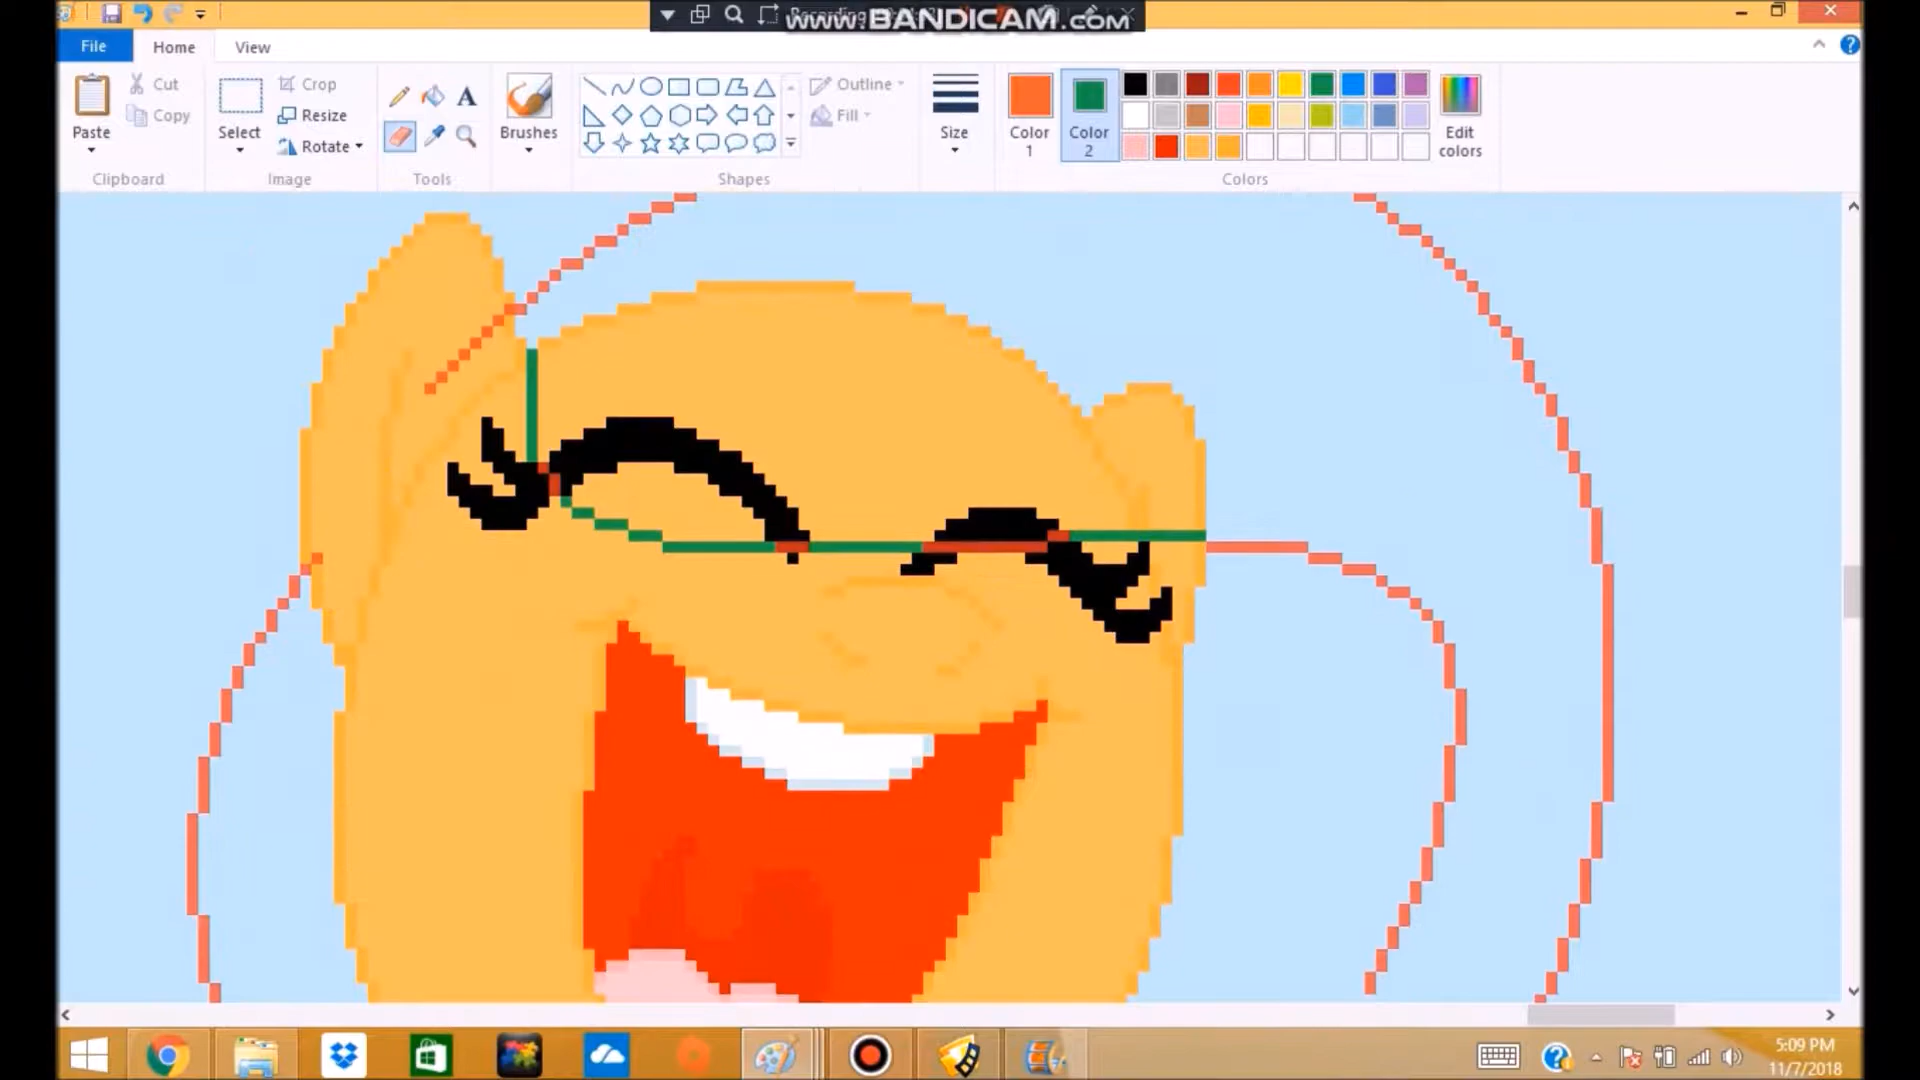 www.BANDICAM.com
File
Home
View
Paste
Cut
Copy
Clipboard
Select
Crop
Resize
Rotate
Image
A
Tools
Brushes
Outline
Fill
Shapes
Size
Color 1
Color 2
Edit colors
Colors
5:09 PM
11/7/2018